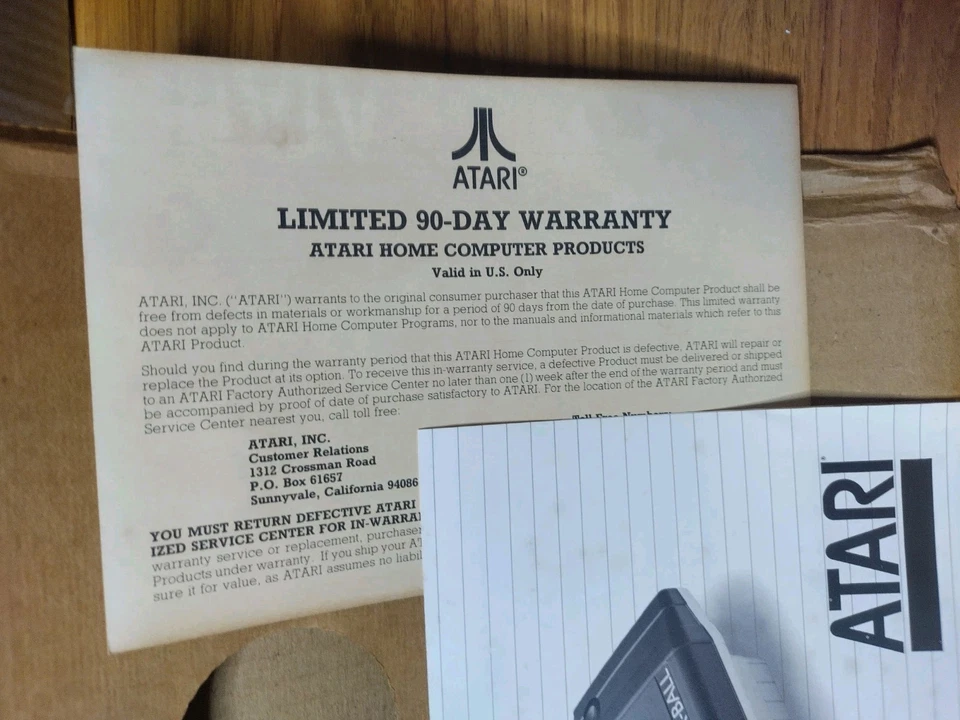 ATARI®
LIMITED 90-DAY WARRANTY
ATARI HOME COMPUTER PRODUCTS
Valid in U.S. Only
ATARI, INC. ("ATARI") warrants to the original consumer purchaser that this ATARI Home Computer Product shall be
free from defects in materials or workmanship for a period of 90 days from the date of purchase. This limited warranty
does not apply to ATARI Home Computer Programs, nor to the manuals and informational materials which refer to this
ATARI Product.
Should you find during the warranty period that this ATARI Home Computer Product is defective, ATARI will repair or
replace the Product at its option. To receive this in-warranty service, a defective Product must be delivered or shipped
to an ATARI Factory Authorized Service Center no later than one (1) week after the end of the warranty period and must
be accompanied by proof of date of purchase satisfactory to ATARI. For the location of the ATARI Factory Authorized
Service Center nearest you, call toll free:
ATARI, INC.
Customer Relations
1312 Crossman Road
P.O. Box 61657
Sunnyvale, California 94086
YOU MUST RETURN DEFECTIVE ATARI
IZED SERVICE CENTER FOR IN-WARRA
warranty service or replacement, purchaser
Products under warranty. If you ship your AT
sure it for value, as ATARI assumes no liabil
ATARI
-BALL